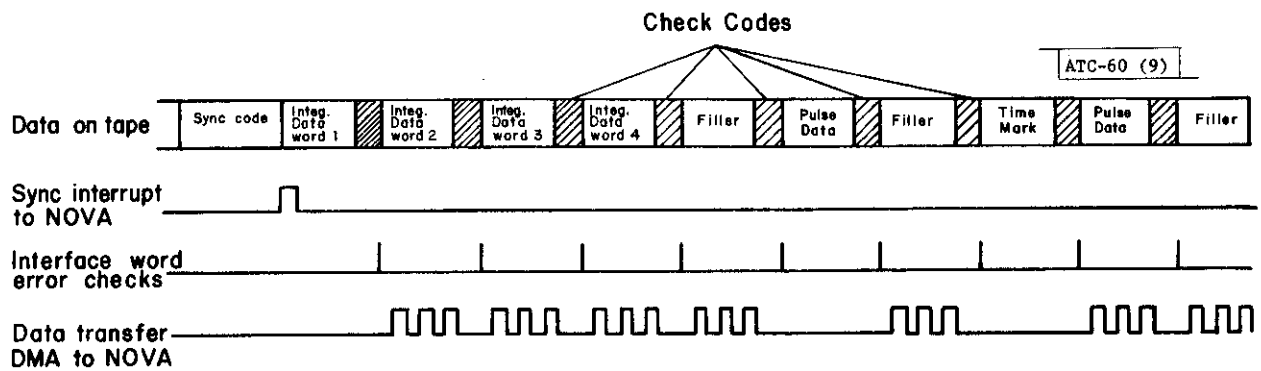 Check Codes
ATC-60 (9)
Data on tape
Sync code
Integ.
Data
word 1
Integ.
Data
word 2
Integ.
Data
word 3
Integ.
Data
word 4
Filler
Pulse
Data
Filler
Time
Mark
Pulse
Data
Filler
Sync interrupt
to NOVA
Interface word
error checks
Data transfer
DMA to NOVA